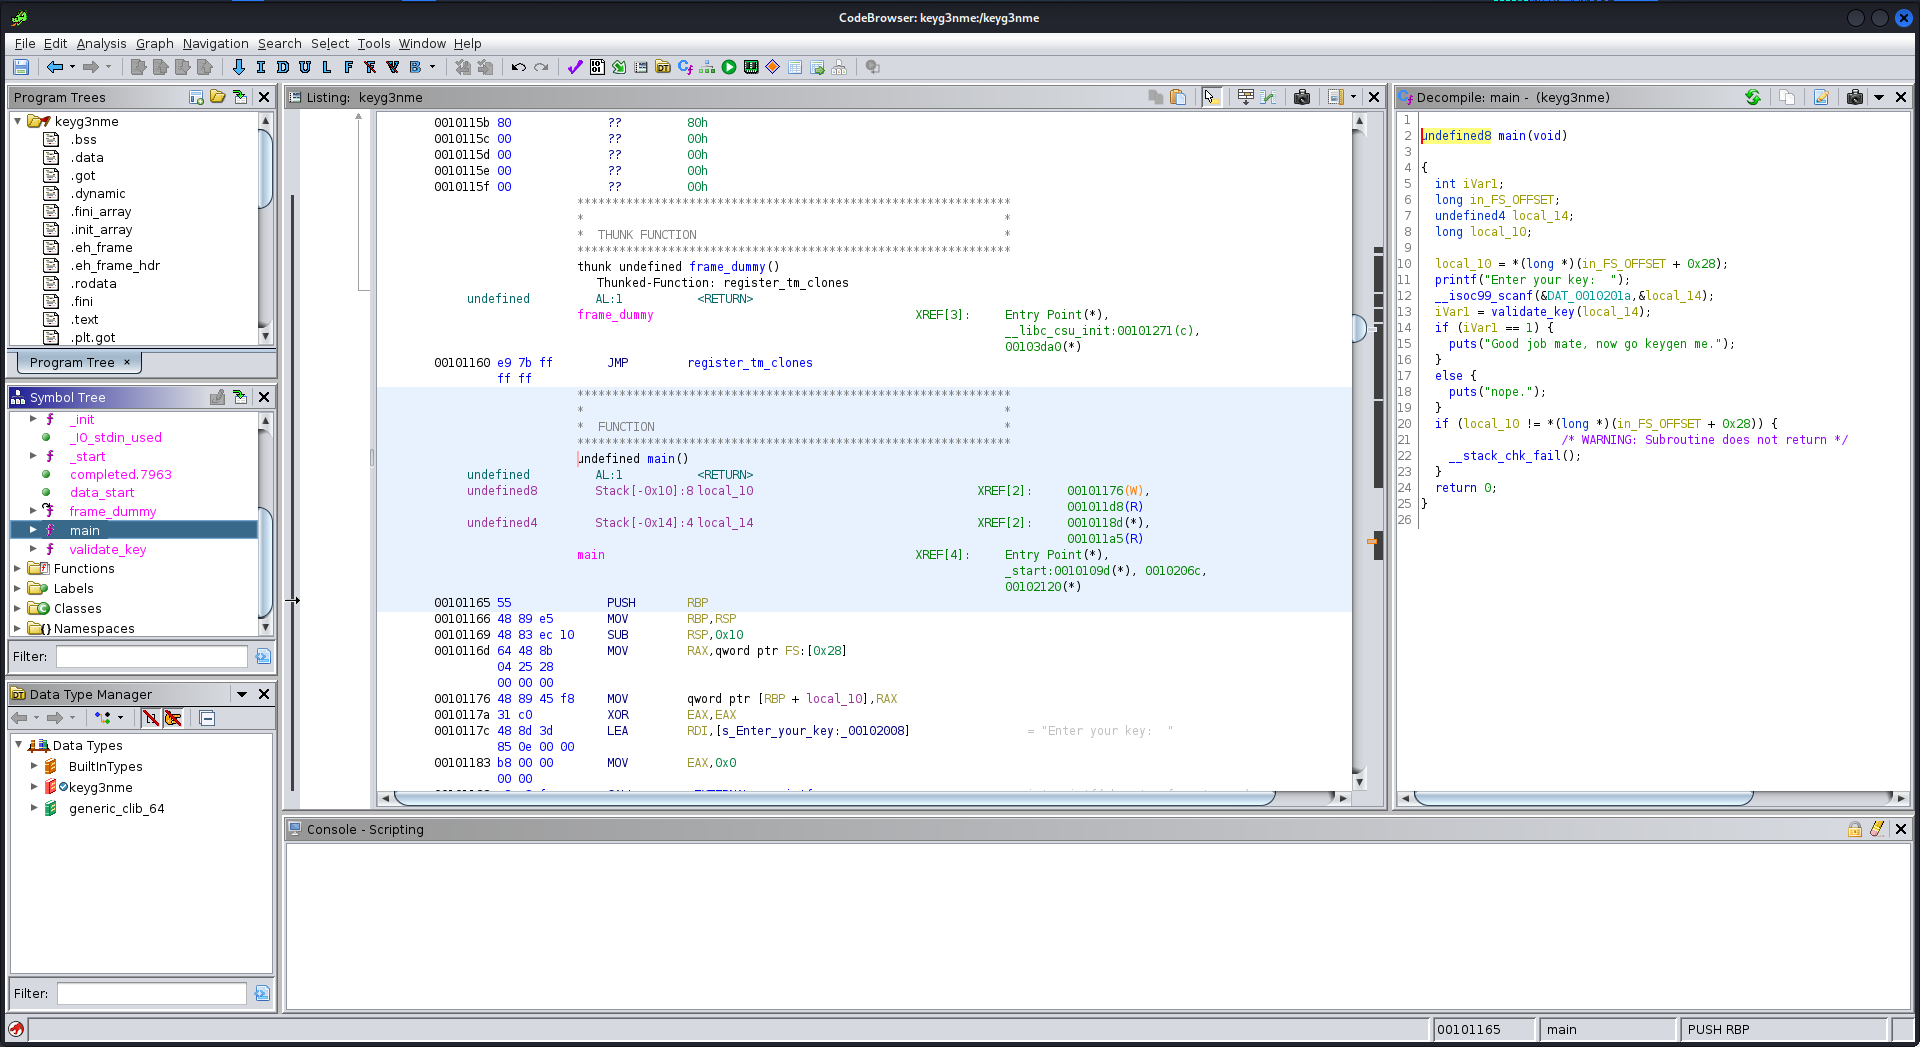 CodeBrowser: keyg3nme:/keyg3nme
File Edit Analysis Graph Navigation Search Select Tools Window Help
I D U L F B
Program Trees
keyg3nme
.bss
.data
.got
.dynamic
.fini_array
.init_array
.eh_frame
.eh_frame_hdr
.rodata
.fini
.text
.plt.got
Program Tree ×
Symbol Tree
_init
_IO_stdin_used
_start
completed.7963
data_start
frame_dummy
main
validate_key
Functions
Labels
Classes
Namespaces
Filter:
Data Type Manager
Data Types
BuiltInTypes
keyg3nme
generic_clib_64
Filter:
Listing: keyg3nme
0010115b 80 ?? 80h
0010115c 00 ?? 00h
0010115d 00 ?? 00h
0010115e 00 ?? 00h
0010115f 00 ?? 00h
**************************************************************
* *
* THUNK FUNCTION *
**************************************************************
thunk undefined frame_dummy()
Thunked-Function: register_tm_clones
undefined AL:1 <RETURN>
frame_dummy XREF[3]: Entry Point(*),
__libc_csu_init:00101271(c),
00103da0(*)
00101160 e9 7b ff JMP register_tm_clones
ff ff
**************************************************************
* *
* FUNCTION *
**************************************************************
undefined main()
undefined AL:1 <RETURN>
undefined8 Stack[-0x10]:8 local_10 XREF[2]: 00101176(W),
001011d8(R)
undefined4 Stack[-0x14]:4 local_14 XREF[2]: 0010118d(*),
001011a5(R)
main XREF[4]: Entry Point(*),
_start:0010109d(*), 0010206c,
00102120(*)
00101165 55 PUSH RBP
00101166 48 89 e5 MOV RBP,RSP
00101169 48 83 ec 10 SUB RSP,0x10
0010116d 64 48 8b MOV RAX,qword ptr FS:[0x28]
04 25 28
00 00 00
00101176 48 89 45 f8 MOV qword ptr [RBP + local_10],RAX
0010117a 31 c0 XOR EAX,EAX
0010117c 48 8d 3d LEA RDI,[s_Enter_your_key:_00102008] = "Enter your key:  "
85 0e 00 00
00101183 b8 00 00 MOV EAX,0x0
00 00
Decompile: main - (keyg3nme)
1
2 undefined8 main(void)
3
4 {
5 int iVar1;
6 long in_FS_OFFSET;
7 undefined4 local_14;
8 long local_10;
9
10 local_10 = *(long *)(in_FS_OFFSET + 0x28);
11 printf("Enter your key:  ");
12 __isoc99_scanf(&DAT_0010201a,&local_14);
13 iVar1 = validate_key(local_14);
14 if (iVar1 == 1) {
15 puts("Good job mate, now go keygen me.");
16 }
17 else {
18 puts("nope.");
19 }
20 if (local_10 != *(long *)(in_FS_OFFSET + 0x28)) {
21 /* WARNING: Subroutine does not return */
22 __stack_chk_fail();
23 }
24 return 0;
25 }
26
Console - Scripting
00101165 main PUSH RBP